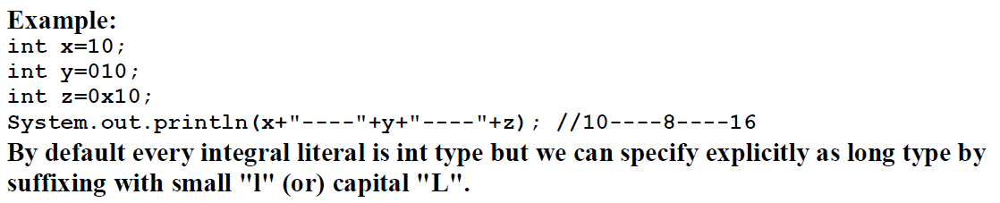 Example:
int x=10;
int y=010;
int z=0x10;
System.out.println(x+"----"+y+"----"+z); //10----8----16
By default every integral literal is int type but we can specify explicitly as long type by
suffixing with small "l" (or) capital "L".